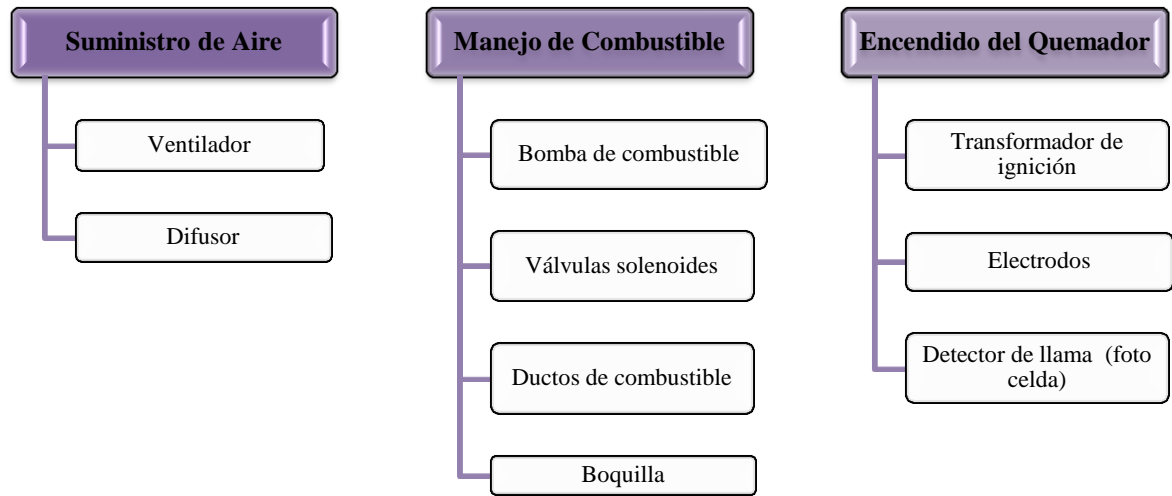 Suministro de Aire
Ventilador
Difusor
Manejo de Combustible
Bomba de combustible
Válvulas solenoides
Ductos de combustible
Boquilla
Encendido del Quemador
Transformador de
ignición
Electrodos
Detector de llama  (foto
celda)